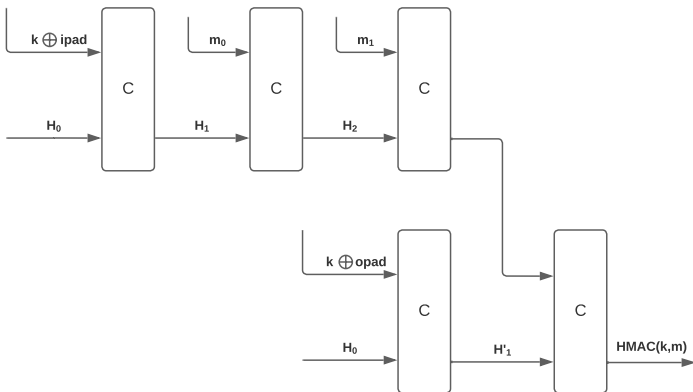 k ⊕ ipad
m₀
m₁
C
C
C
H₀
H₁
H₂
k ⊕ opad
C
C
H₀
H'₁
HMAC(k,m)